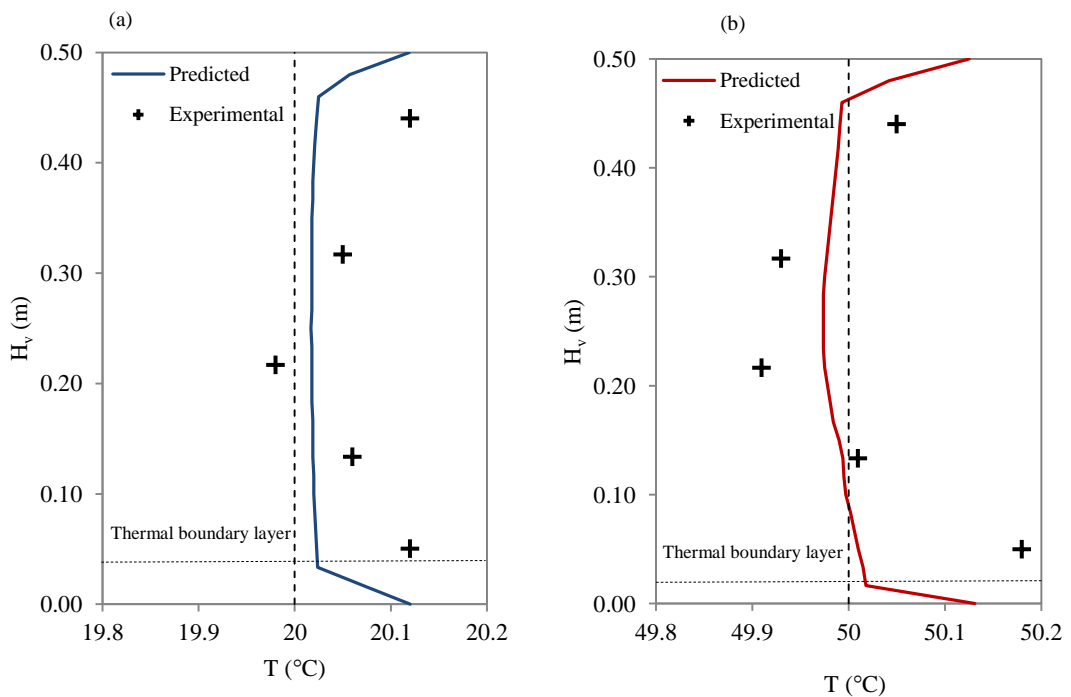 (a)
0.50
0.40
0.30
0.20
0.10
0.00
H_v (m)
Predicted
Experimental
Thermal boundary layer
19.8 19.9 20 20.1 20.2
T (°C)
(b)
0.50
0.40
0.30
0.20
0.10
0.00
H_v (m)
Predicted
Experimental
Thermal boundary layer
49.8 49.9 50 50.1 50.2
T (°C)